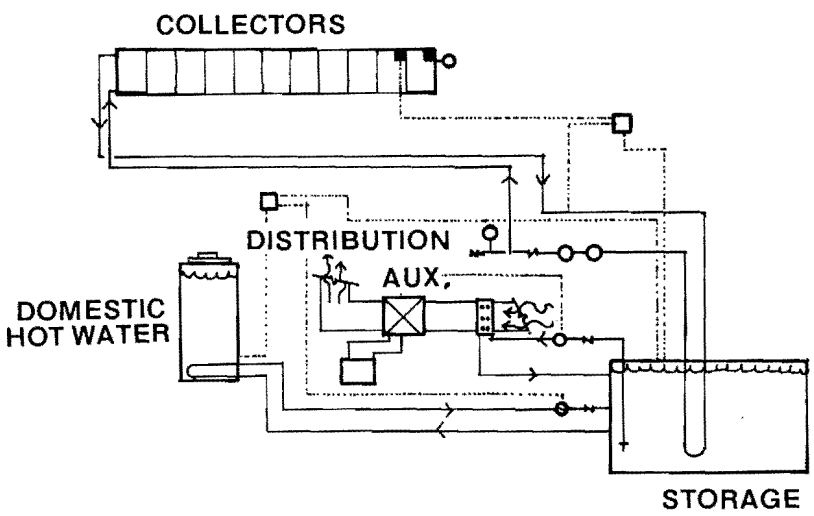 COLLECTORS
DISTRIBUTION
AUX.
DOMESTIC
HOT WATER
STORAGE